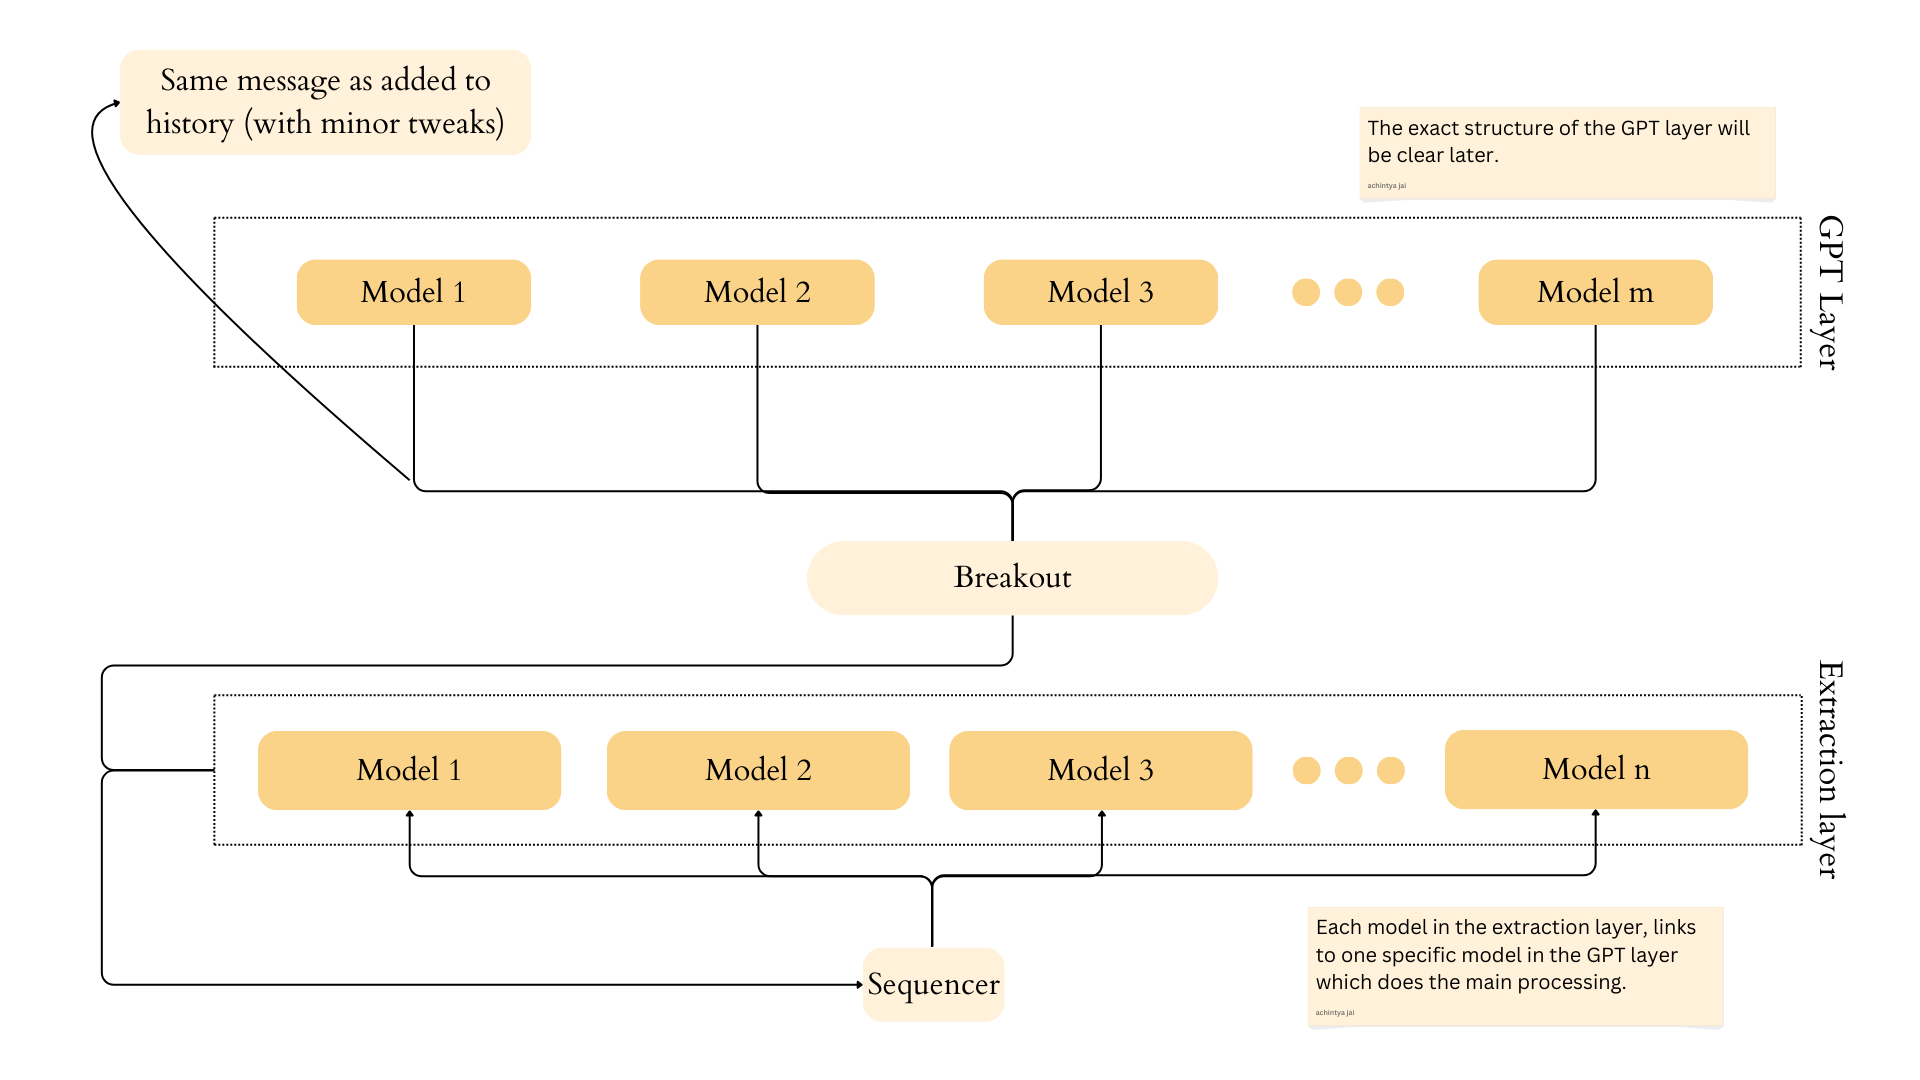 Same message as added to
history (with minor tweaks)
The exact structure of the GPT layer will
be clear later.
achintya jai
GPT Layer
Model 1
Model 2
Model 3
Model m
Breakout
Extraction layer
Model 1
Model 2
Model 3
Model n
Sequencer
Each model in the extraction layer, links
to one specific model in the GPT layer
which does the main processing.
achintya jai